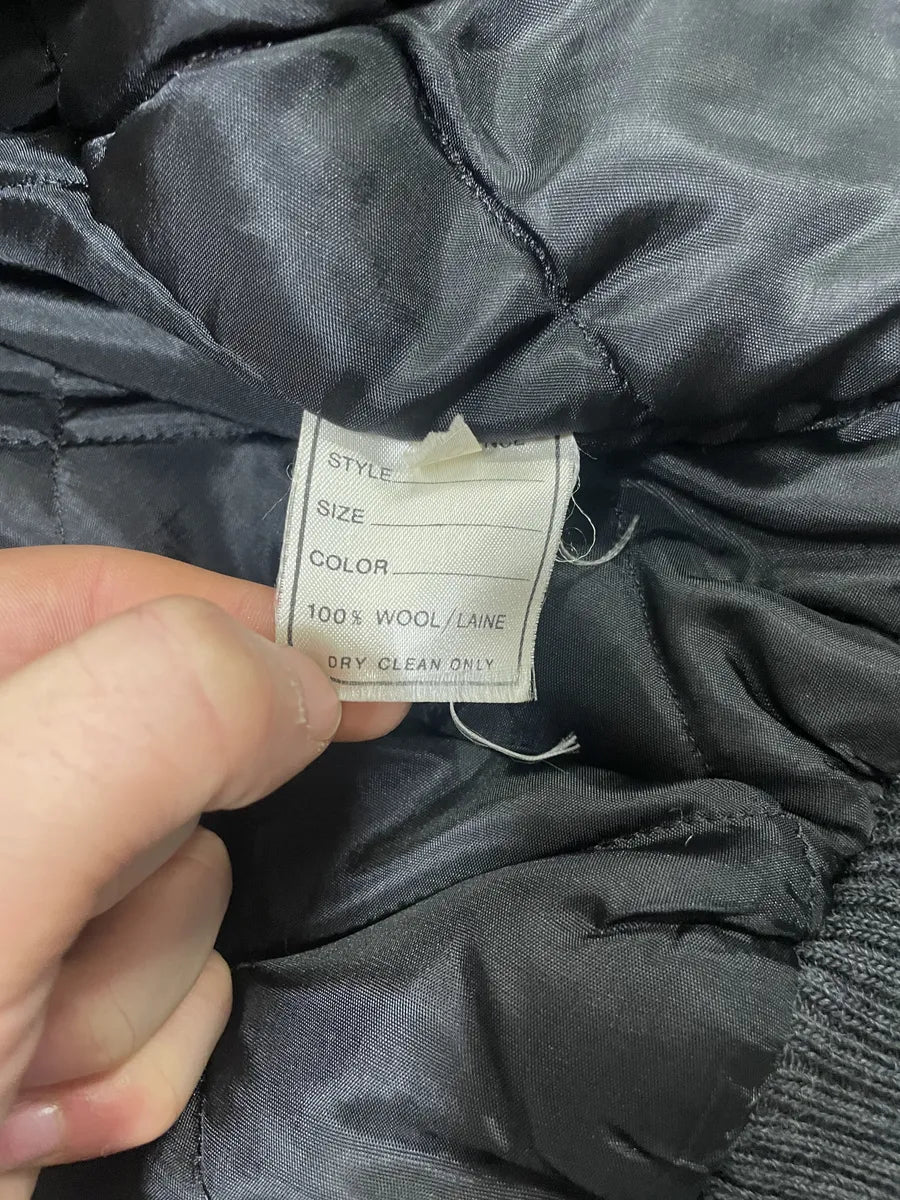 STYLE
SIZE
COLOR
100% WOOL/LAINE
DRY CLEAN ONLY